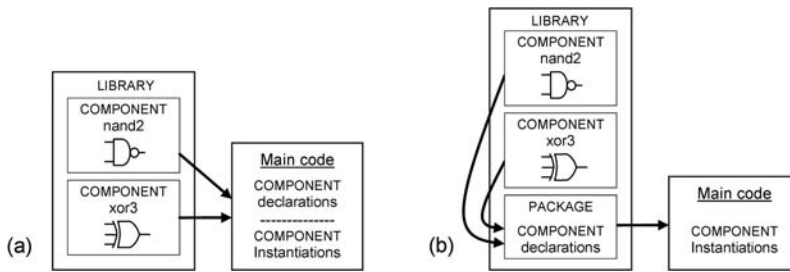 (a)
LIBRARY
COMPONENT
nand2
COMPONENT
xor3
Main code
COMPONENT
declarations
--------------
COMPONENT
Instantiations
(b)
LIBRARY
COMPONENT
nand2
COMPONENT
xor3
PACKAGE
COMPONENT
declarations
Main code
COMPONENT
Instantiations